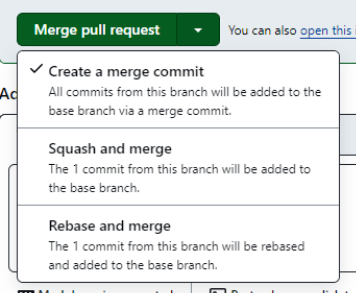 Merge pull request
You can also open this
Create a merge commit
All commits from this branch will be added to the
base branch via a merge commit.
Squash and merge
The 1 commit from this branch will be added to
the base branch.
Rebase and merge
The 1 commit from this branch will be rebased
and added to the base branch.